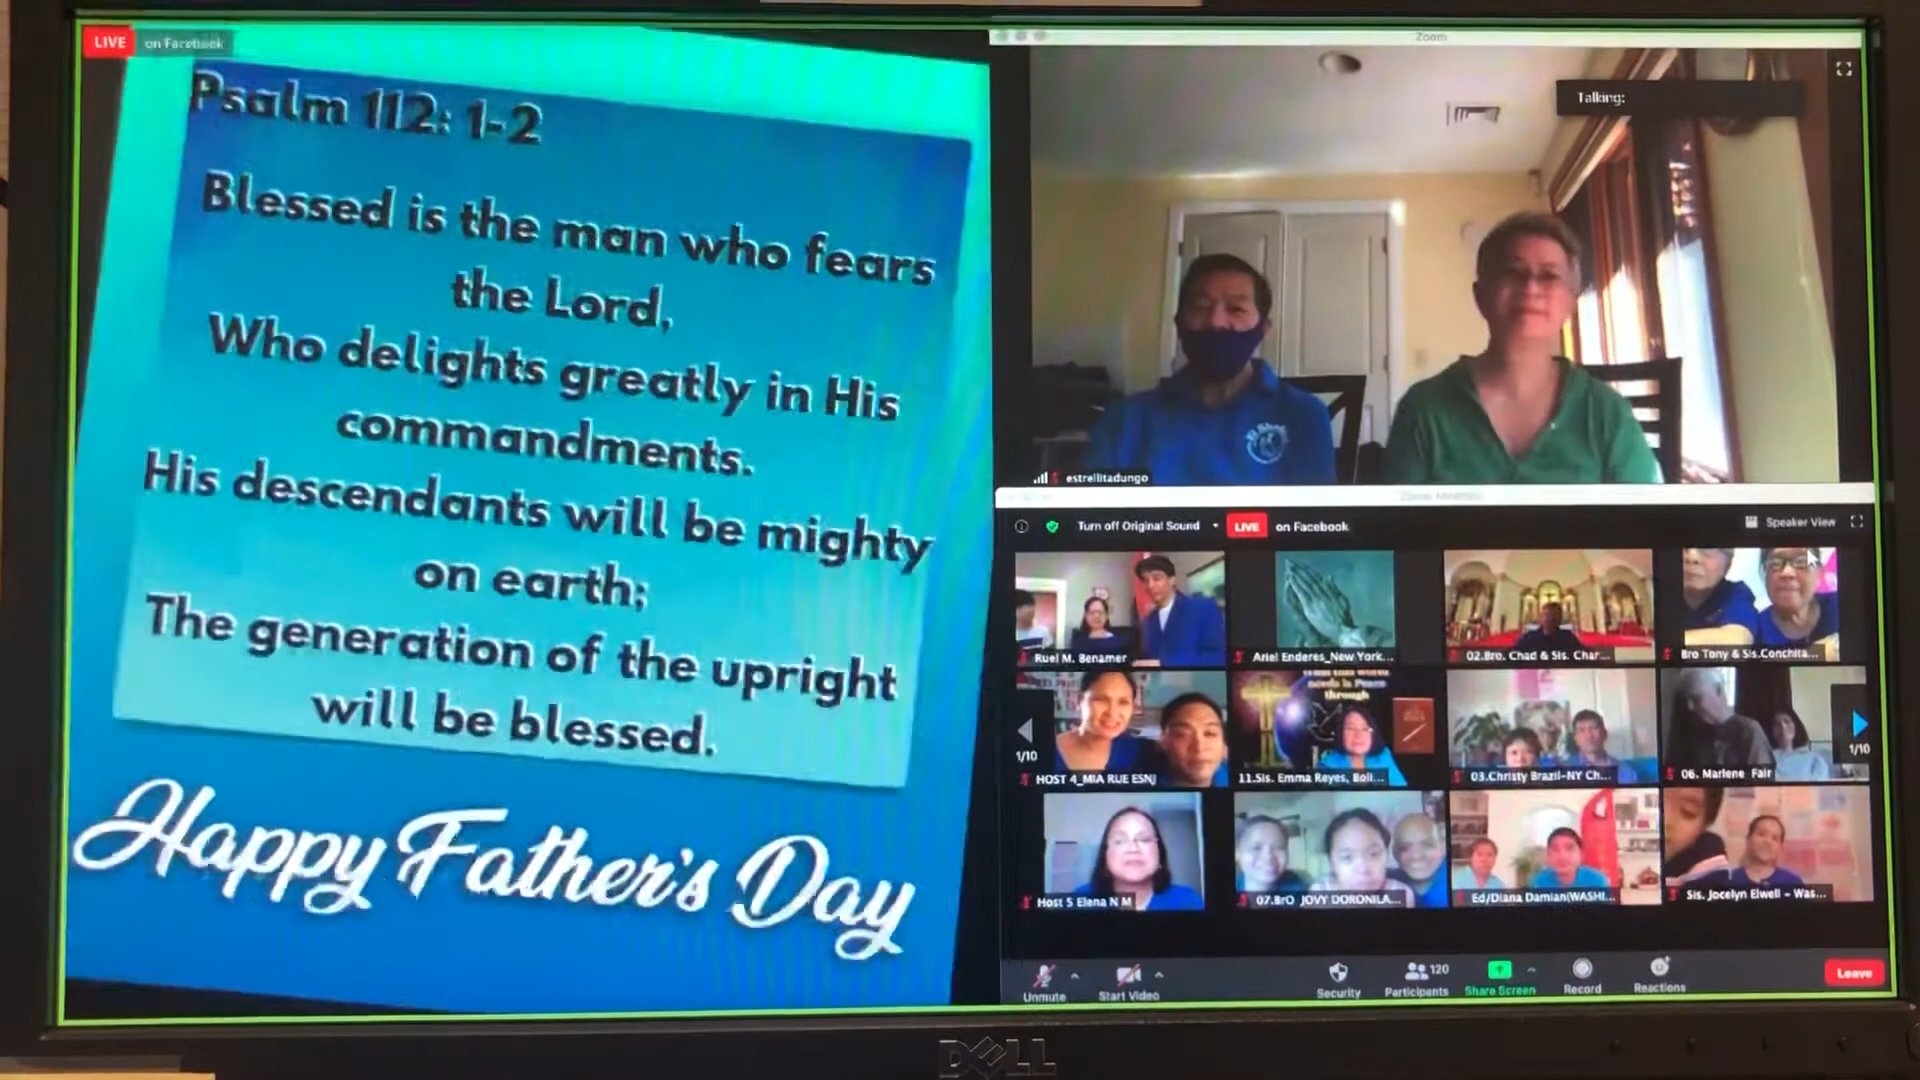 LIVE on Facebook
Psalm 112: 1-2
Blessed is the man who fears
the Lord,
Who delights greatly in His
commandments.
His descendants will be mighty
on earth;
The generation of the upright
will be blessed.
Happy Father's Day
Zoom
Talking:
estrellitadungo
Turn off Original Sound
LIVE on Facebook
Speaker View
Ruel M. Benamer
Ariel Enderes_New York...
02.Bro. Chad & Sis. Char...
Bro Tony & Sis.Conchita...
needs is Peace
through
1/10
1/10
HOST 4_MIA RUE ESNJ
11.Sis. Emma Reyes, Boli...
03.Christy Brazil-NY Ch...
06. Marlene Fair
Host 5 Elena N M
07.BrO JOVY DORONILA...
Ed/Diana Damian(WASHI...
Sis. Jocelyn Elwell - Was...
Unmute
Start Video
Security
Participants
120
Share Screen
Record
Reactions
Leave
DELL